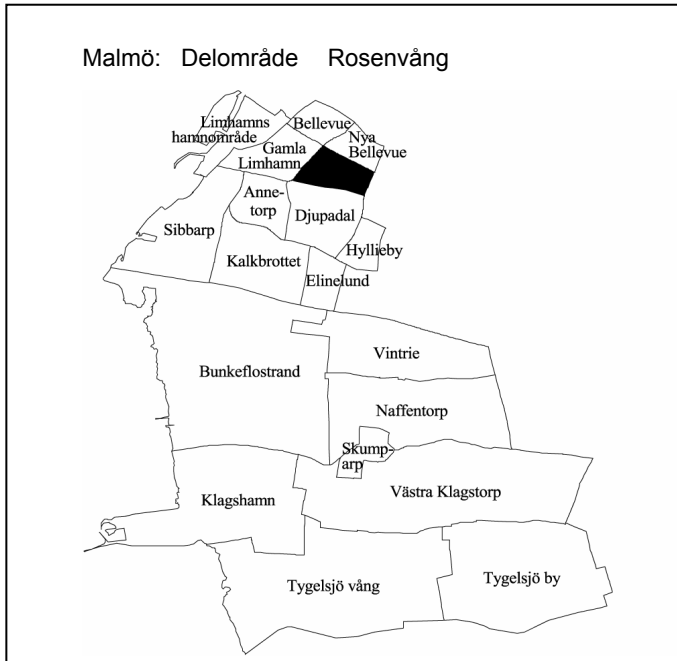 Malmö: Delområde Rosenvång
Limhamns
hamnområde
Bellevue
Nya
Bellevue
Gamla
Limhamn
Anne-
torp
Djupadal
Sibbarp
Hyllieby
Kalkbrottet
Elinelund
Vintrie
Bunkeflostrand
Naffentorp
Skump-
arp
Klagshamn
Västra Klagstorp
Tygelsjö vång
Tygelsjö by